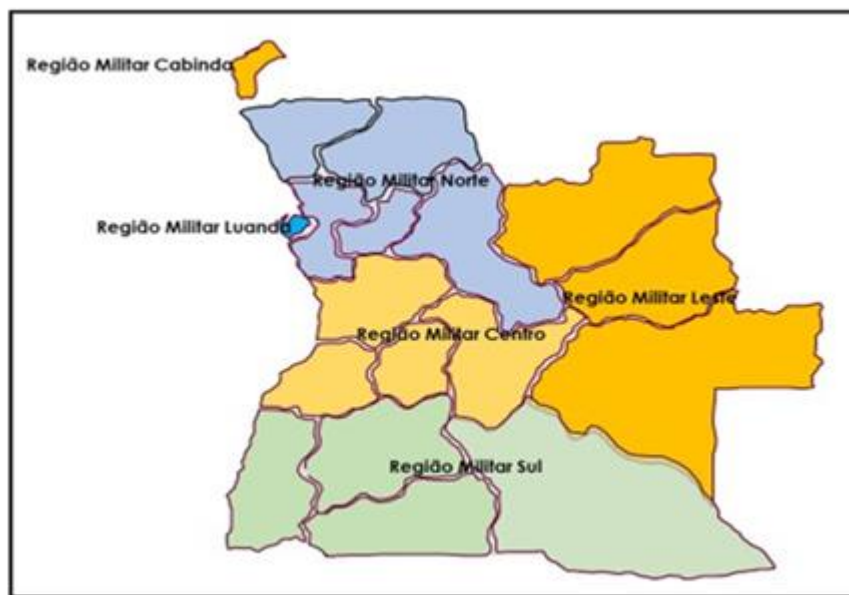 Região Militar Cabinda
Região Militar Norte
Região Militar Luanda
Região Militar Leste
Região Militar Centro
Região Militar Sul